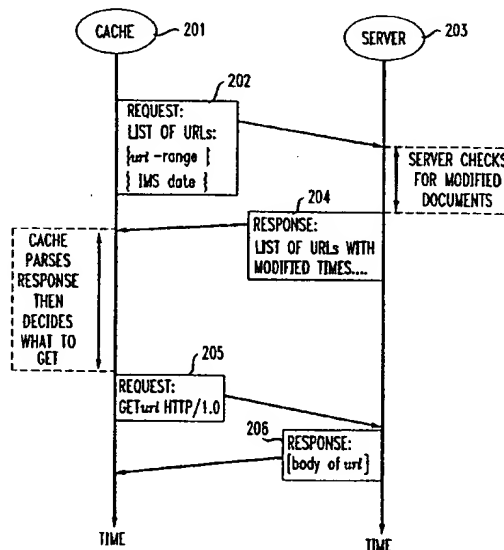 CACHE
201
SERVER
203
202
REQUEST:
LIST OF URLs:
{url -range }
{ IMS date }
SERVER CHECKS
FOR MODIFIED
DOCUMENTS
204
RESPONSE:
LIST OF URLs WITH
MODIFIED TIMES....
CACHE
PARSES
RESPONSE
THEN
DECIDES
WHAT TO
GET
205
REQUEST:
GET url HTTP/1.0
206
RESPONSE:
{body of url}
TIME
TIME